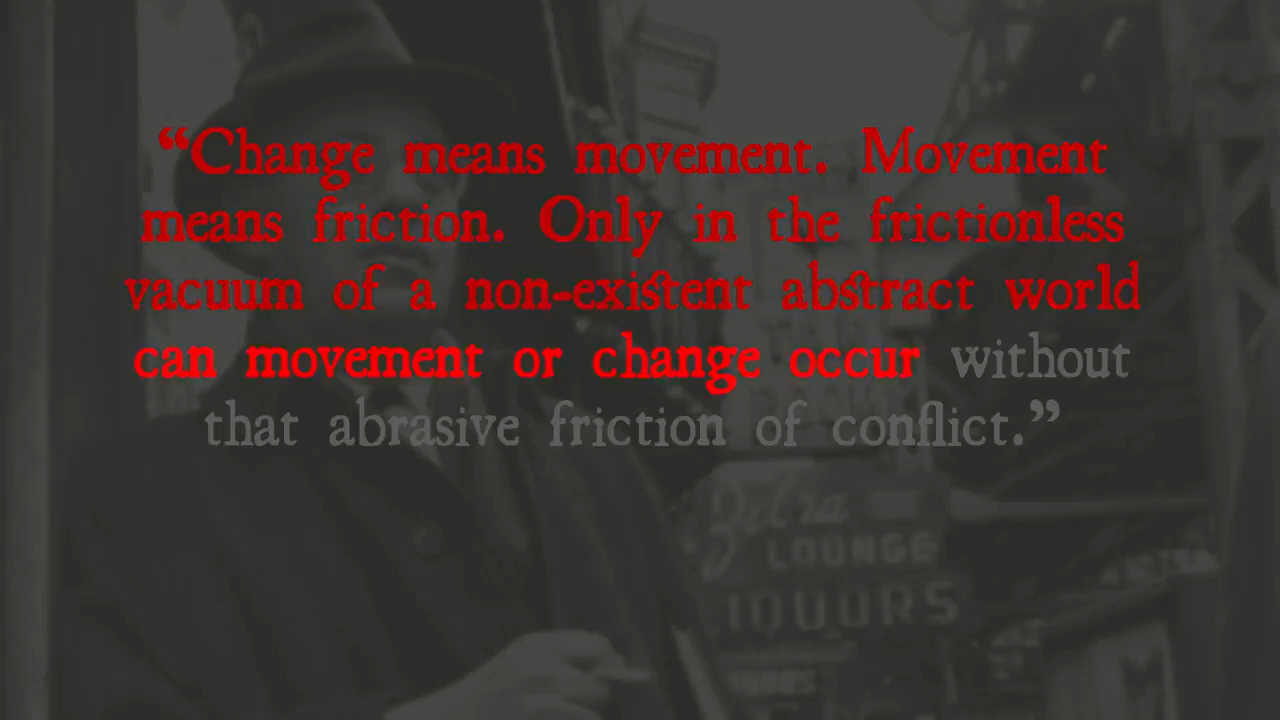 “Change means movement. Movement
means friction. Only in the frictionless
vacuum of a non-existent abstract world
can movement or change occur without
that abrasive friction of conflict.”
LOUNGE